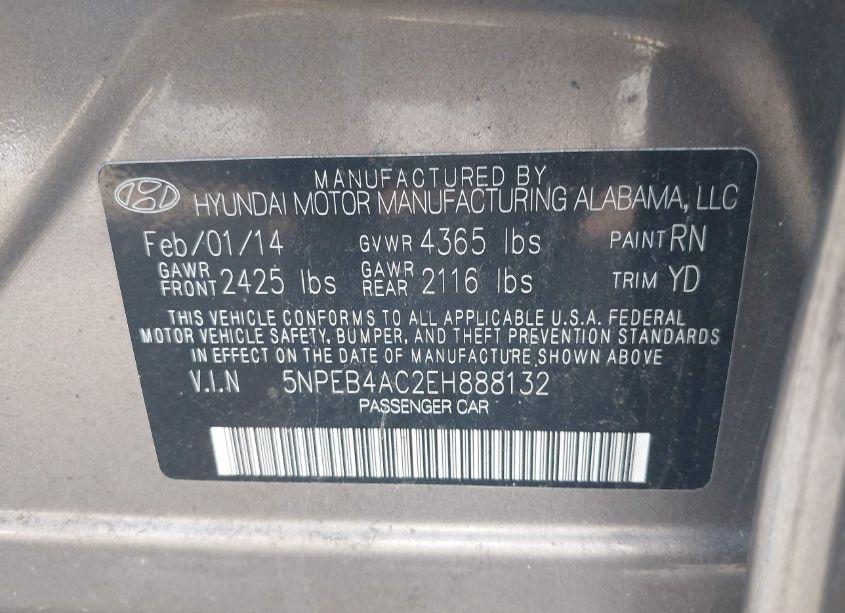 MANUFACTURED BY
HYUNDAI MOTOR MANUFACTURING ALABAMA, LLC
Feb/01/14 GVWR 4365 lbs PAINT RN
GAWR FRONT 2425 lbs GAWR REAR 2116 lbs TRIM YD
THIS VEHICLE CONFORMS TO ALL APPLICABLE U.S.A. FEDERAL
MOTOR VEHICLE SAFETY, BUMPER, AND THEFT PREVENTION STANDARDS
IN EFFECT ON THE DATE OF MANUFACTURE SHOWN ABOVE
V.I.N 5NPEB4AC2EH888132
PASSENGER CAR